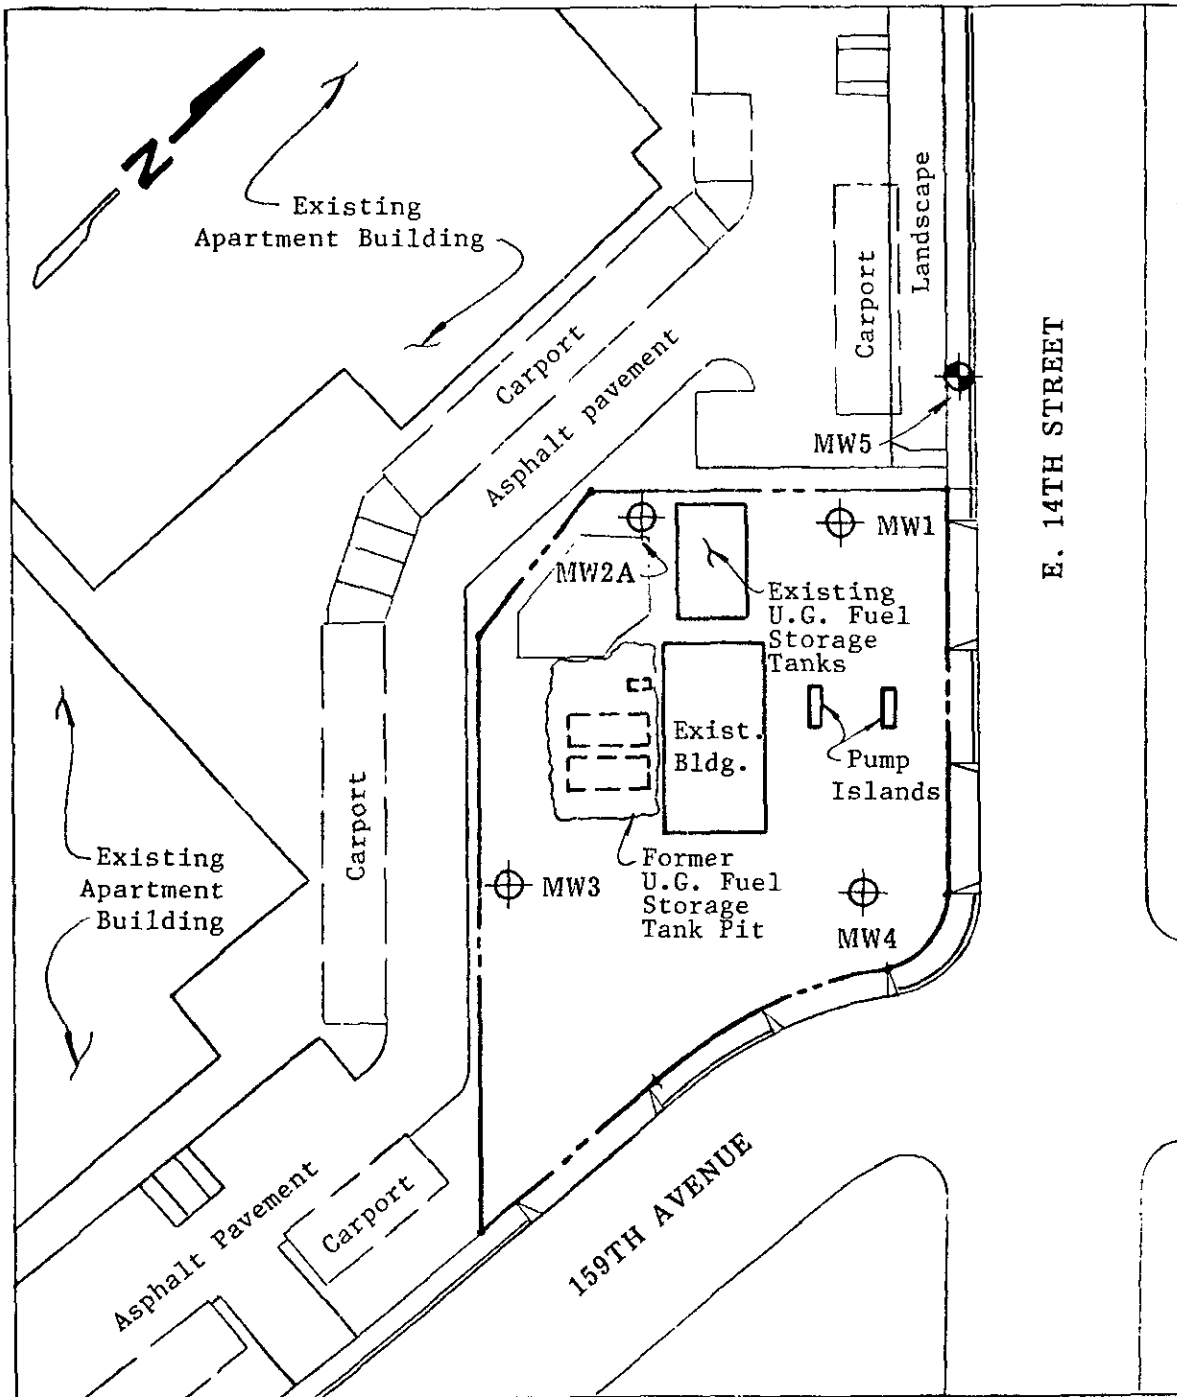 N
Existing
Apartment Building
Carport
Asphalt pavement
Carport
Landscape
E. 14TH STREET
MW5
MW1
MW2A
Existing
U.G. Fuel
Storage
Tanks
Exist.
Bldg.
Pump
Islands
Carport
Existing
Apartment
Building
MW3
Former
U.G. Fuel
Storage
Tank Pit
MW4
159TH AVENUE
Asphalt Pavement
Carport